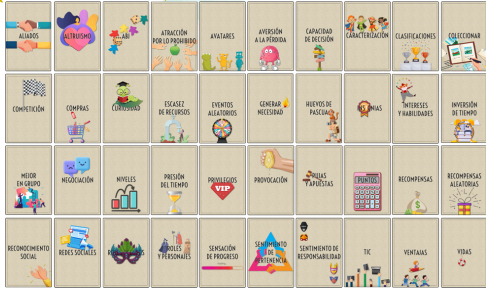 ALIADOS
ALTRUISMO
ATRACCIÓN
POR LO PROHIBIDO
AVATARES
AVERSIÓN
A LA PÉRDIDA
CAPACIDAD
DE DECISIÓN
CARACTERIZACIÓN
CLASIFICACIONES
COLECCIONAR
COMPETICIÓN
COMPRAS
CURIOSIDAD
ESCASEZ
DE RECURSOS
EVENTOS
ALEATORIOS
GENERAR
NECESIDAD
HUEVOS DE
PASCUA
INTERESES
Y HABILIDADES
INVERSIÓN
DE TIEMPO
MEJOR
EN GRUPO
NEGOCIACIÓN
NIVELES
PRESIÓN
DEL TIEMPO
PRIVILEGIOS
VIP
PROVOCACIÓN
PUJAS
Y APUESTAS
PUNTOS
RECOMPENSAS
RECOMPENSAS
ALEATORIAS
RECONOCIMIENTO
SOCIAL
REDES SOCIALES
ROLES
Y PERSONAJES
SENSACIÓN
DE PROGRESO
SENTIMIENTO
DE
PERTENENCIA
SENTIMIENTO DE
RESPONSABILIDAD
TIC
VENTAJAS
VIDAS